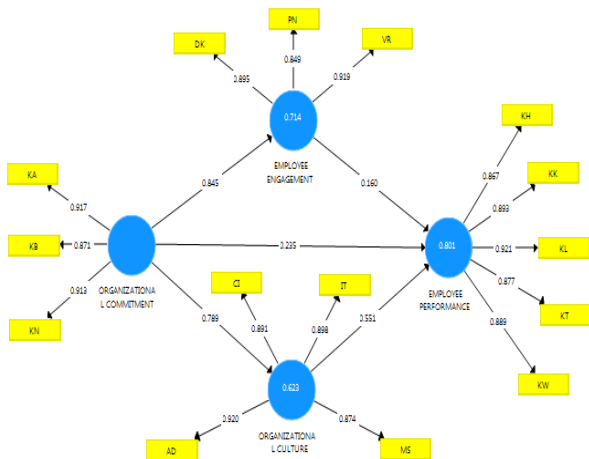 PN
DK
VR
0.849
0.895
0.919
0.714
EMPLOYEE
ENGAGEMENT
KH
KA
KK
0.867
0.845
0.160
0.917
0.893
KB
0.871
0.235
0.801
0.921
KL
0.913
CI
IT
0.877
ORGANIZATIONA
L COMMITMENT
EMPLOYEE
PERFORMANCE
KN
0.789
0.891
0.898
0.551
0.889
KT
0.623
KW
0.920
0.874
ORGANIZATIONA
L CULTURE
AD
MS